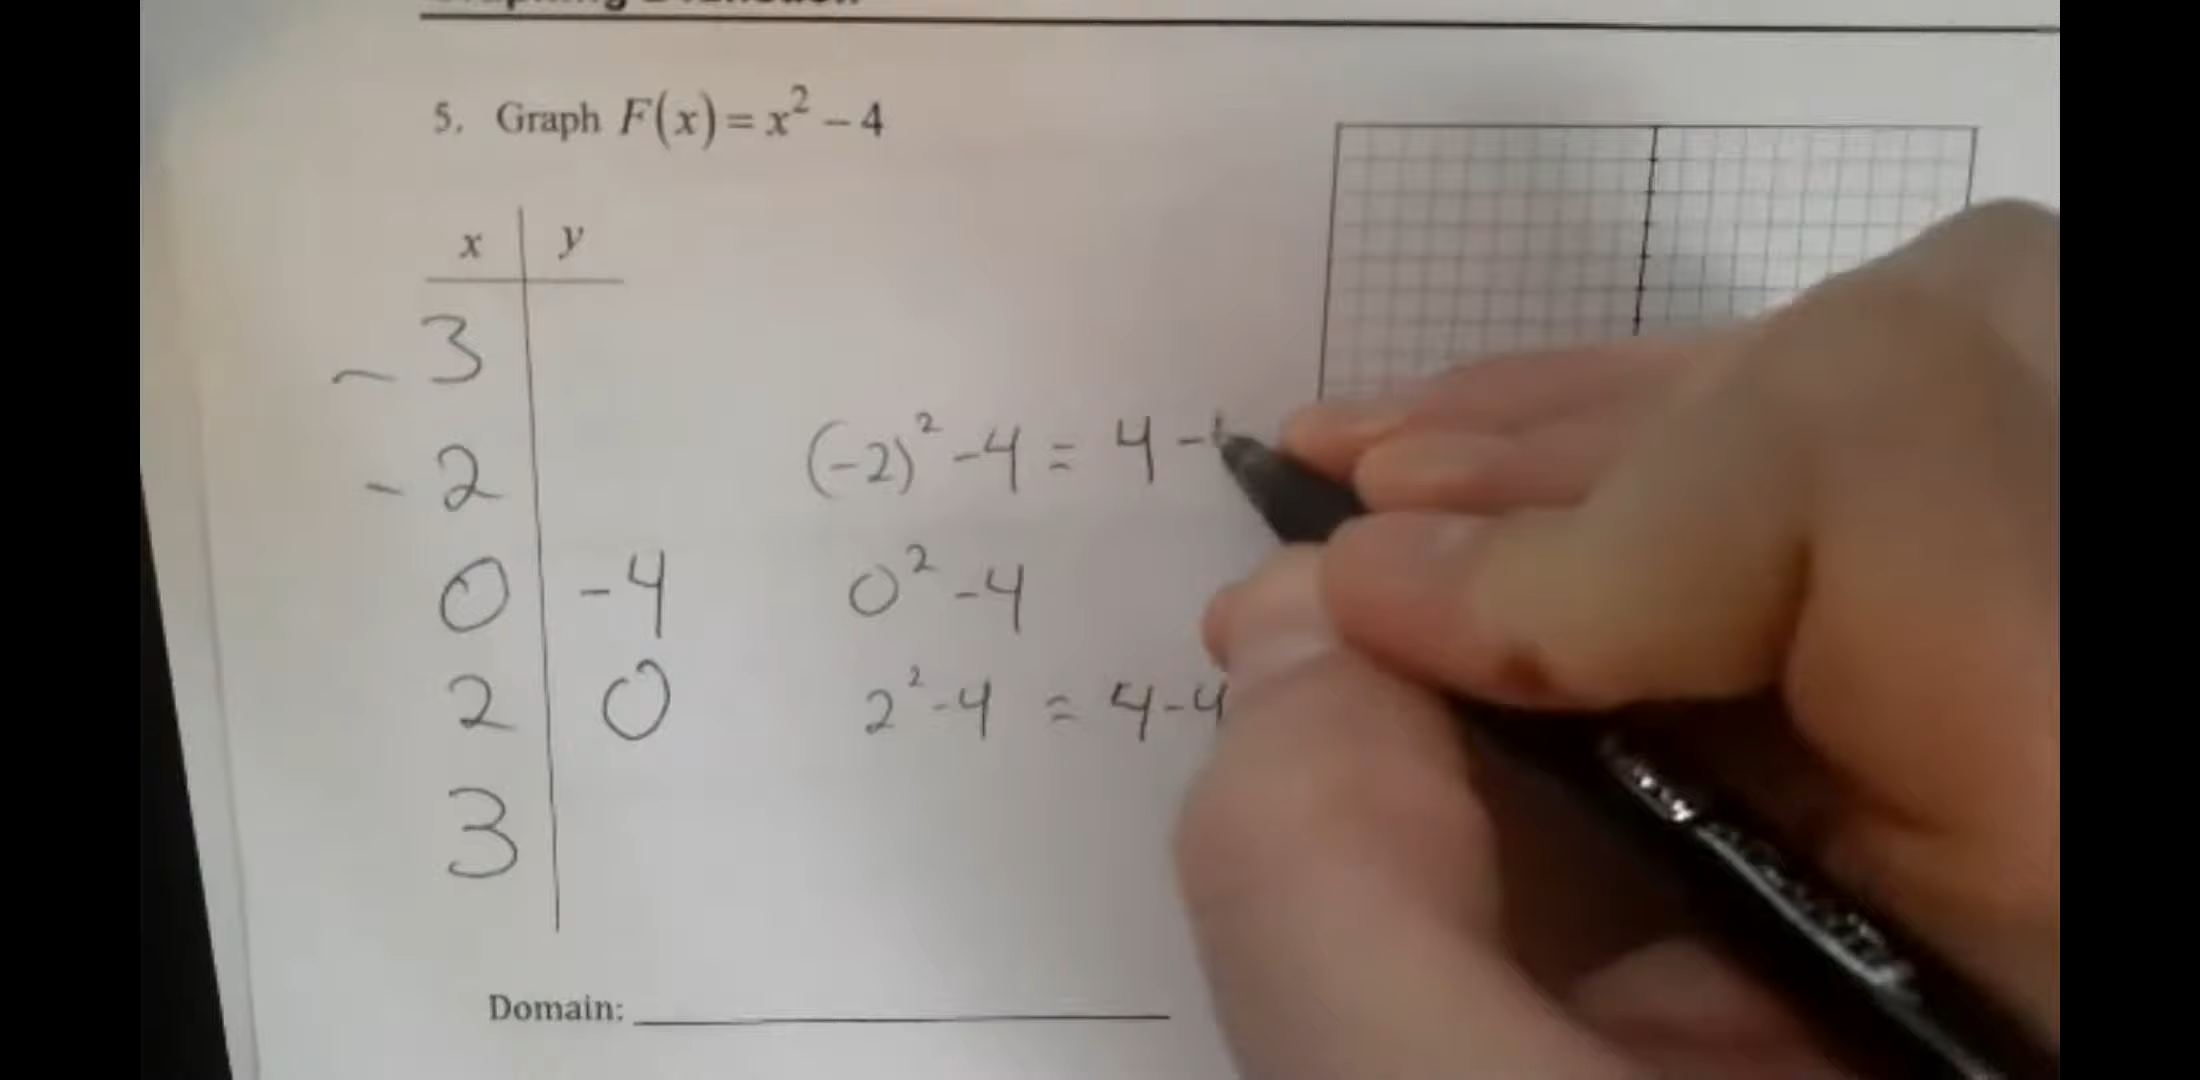 5. Graph F(x) = x² – 4
x y
-3
-2 (-2)² -4 = 4 -
0 -4 0² -4
2 0 2² -4 = 4-4
3
Domain: